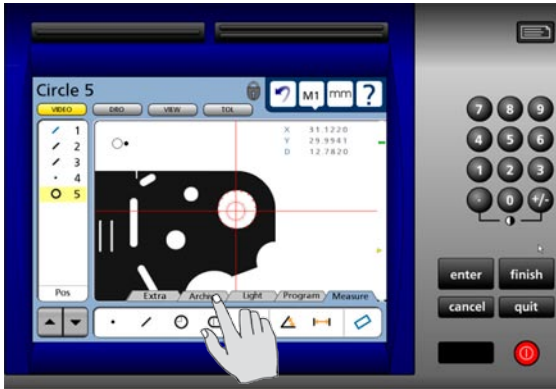 Circle 5
M1 mm ?
VIDEO DRO VIEW TOL
1
2
3
4
5
X 31.1220
Y 29.9941
D 12.7820
Pos
Extra Archiv Light Program Measure
7 8 9
4 5 6
1 2 3
. 0 +/-
enter finish
cancel quit